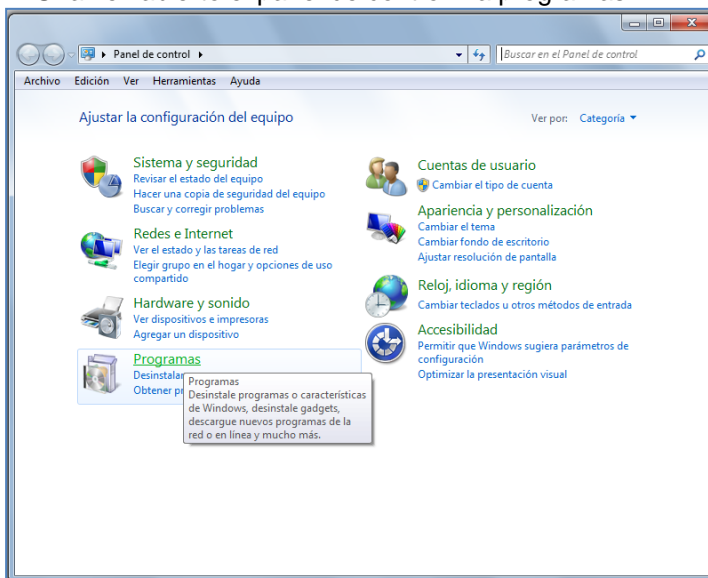 Panel de control
Buscar en el Panel de control
Archivo Edición Ver Herramientas Ayuda
Ajustar la configuración del equipo
Ver por: Categoría
Sistema y seguridad
Revisar el estado del equipo
Hacer una copia de seguridad del equipo
Buscar y corregir problemas
Redes e Internet
Ver el estado y las tareas de red
Elegir grupo en el hogar y opciones de uso
compartido
Hardware y sonido
Ver dispositivos e impresoras
Agregar un dispositivo
Programas
Desinstalar
Obtener
Programas
Desinstale programas o características
de Windows, desinstale gadgets,
descargue nuevos programas de la
red o en línea y mucho más.
Cuentas de usuario
Cambiar el tipo de cuenta
Apariencia y personalización
Cambiar el tema
Cambiar fondo de escritorio
Ajustar resolución de pantalla
Reloj, idioma y región
Cambiar teclados u otros métodos de entrada
Accesibilidad
Permitir que Windows sugiera parámetros de
configuración
Optimizar la presentación visual